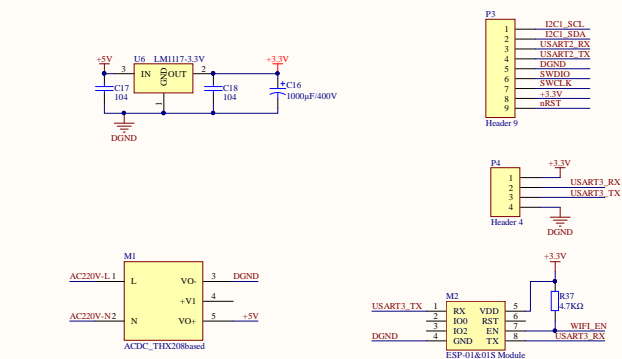 P3
1 I2C1_SCL
2 I2C1_SDA
3 USART2_RX
4 USART2_TX
5 DGND
6 SWDIO
7 SWCLK
8 +3.3V
9 nRST
Header 9
+5V U6 LM1117-3.3V +3.3V
3 IN GND OUT 2
1
C17
104
C18
104
C16
1000µF/400V
DGND
P4
+3.3V
1
2 USART3_RX
3 USART3_TX
4
Header 4
DGND
M1
AC220V-L 1 L VO- 3 DGND
+V1 4
AC220V-N 2 N VO+ 5 +5V
ACDC_THX208based
+3.3V
M2
R37
4.7KΩ
USART3_TX 1 RX VDD 5
2 IO0 RST 6
3 IO2 EN 7 WIFI_EN
DGND 4 GND TX 8 USART3_RX
ESP-01&01S Module